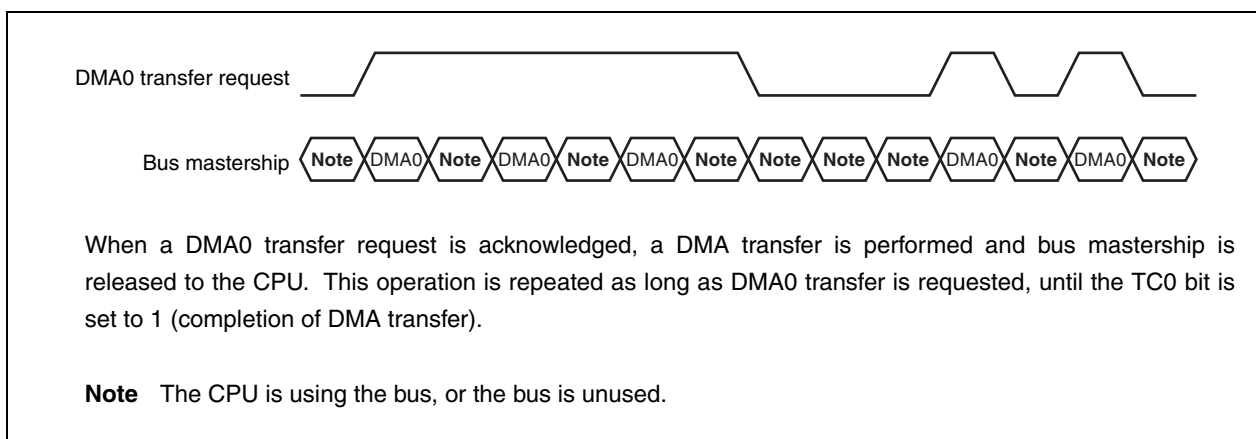 DMA0 transfer request
Bus mastership Note DMA0 Note DMA0 Note DMA0 Note Note Note Note DMA0 Note DMA0 Note
When a DMA0 transfer request is acknowledged, a DMA transfer is performed and bus mastership is
released to the CPU. This operation is repeated as long as DMA0 transfer is requested, until the TC0 bit is
set to 1 (completion of DMA transfer).
Note The CPU is using the bus, or the bus is unused.